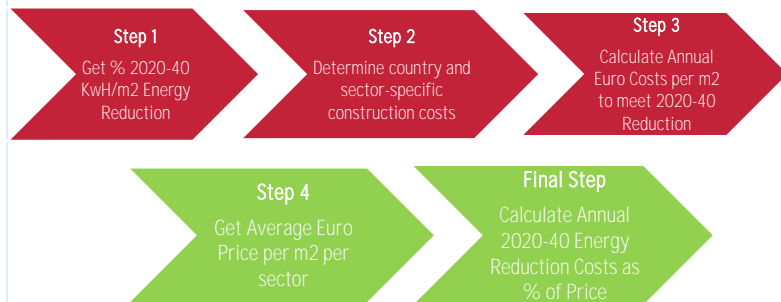 Step 1
Get % 2020-40
KwH/m2 Energy
Reduction
Step 2
Determine country and
sector-specific
construction costs
Step 3
Calculate Annual
Euro Costs per m2
to meet 2020-40
Reduction
Step 4
Get Average Euro
Price per m2 per
sector
Final Step
Calculate Annual
2020-40 Energy
Reduction Costs as
% of Price